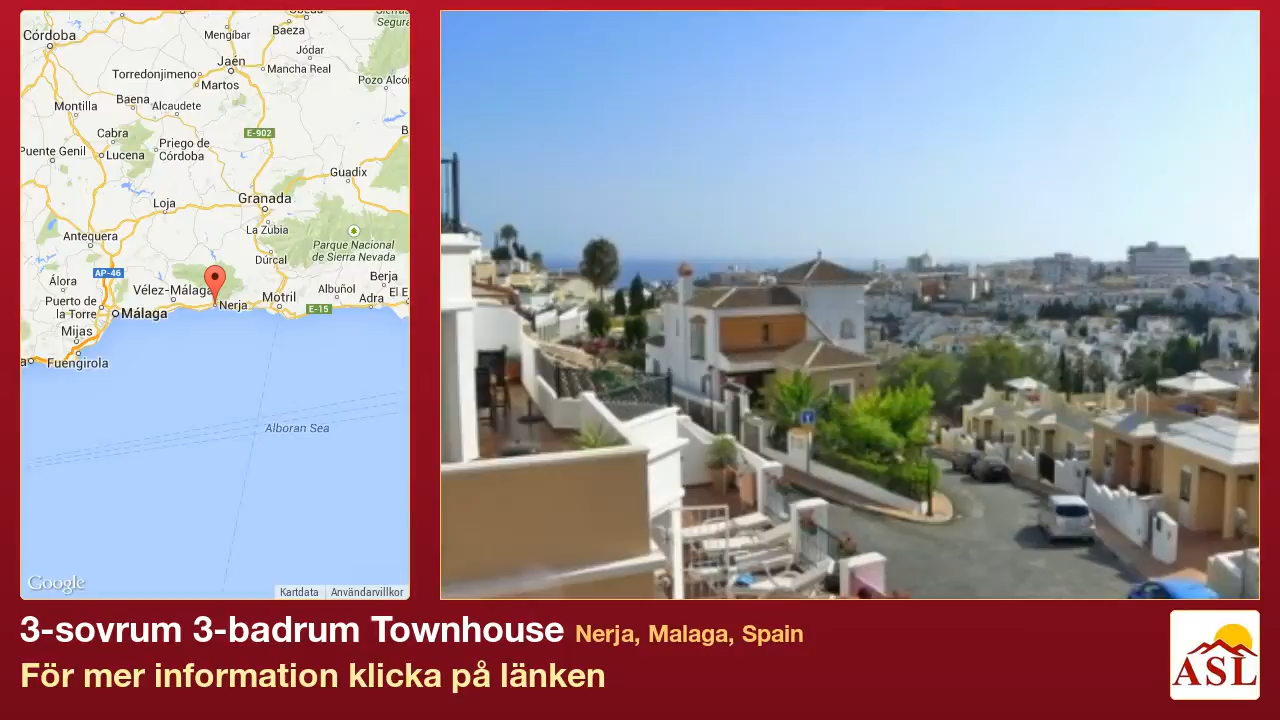 Córdoba
Mengíbar
Baeza
Segura
Jódar
Jaén
Mancha Real
Torredonjimeno
Martos
Pozo Alcón
Montilla
Baena
Alcaudete
Cabra
E-902
Puente Genil
Lucena
Priego de
Córdoba
Guadix
Loja
Granada
La Zubia
Antequera
Parque Nacional
de Sierra Nevada
Dúrcal
AP-46
Álora
Vélez-Málaga
Berja
Albuñol
El E
Puerto de
la Torre
Nerja
Motril
Adra
E-15
Málaga
Mijas
Fuengirola
Alboran Sea
Google
Kartdata
Användarvillkor
3-sovrum 3-badrum Townhouse Nerja, Malaga, Spain
För mer information klicka på länken
ASL